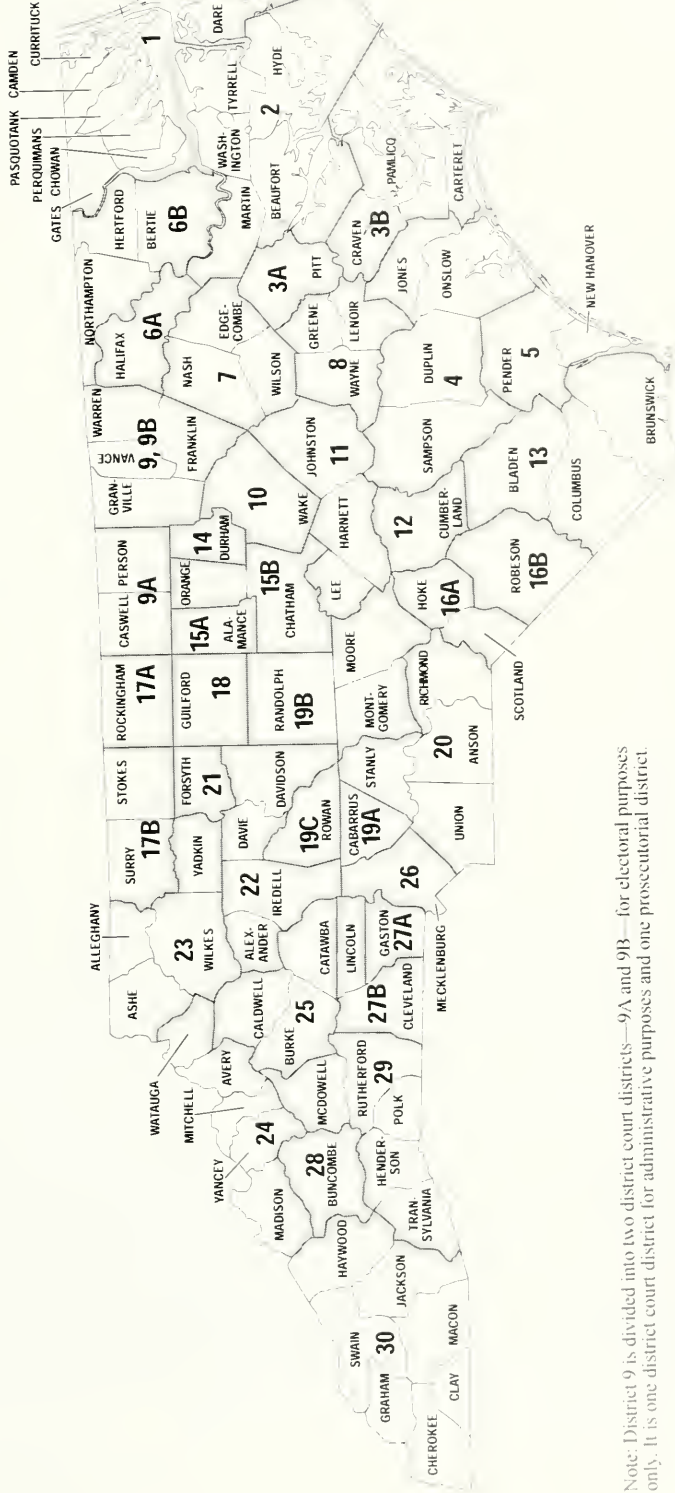 ALLEGHANY
ASHE
SURRY
17B
STOKES
ROCKINGHAM
17A
CASWELL
PERSON
9A
GRAN-
VILLE
VANCE
9, 9B
WARREN
NORTHAMPTON
GATES
CHOWAN
PERQUIMANS
PASQUOTANK
CAMDEN
CURRITUCK
1
HERTFORD
BERTIE
6B
HALIFAX
6A
WATAUGA
MITCHELL
AVERY
YANCEY
24
MADISON
23
WILKES
YADKIN
FORSYTH
21
GUILFORD
18
15A
ALA-
MANCE
ORANGE
14
DURHAM
FRANKLIN
NASH
7
EDGE-
COMBE
WILSON
MARTIN
WASH-
INGTON
TYRRELL
DARE
2
HYDE
BEAUFORT
CALDWELL
ALEX-
ANDER
22
IREDELL
DAVIE
DAVIDSON
RANDOLPH
19B
15B
CHATHAM
10
WAKE
JOHNSTON
11
3A
PITT
GREENE
LENOIR
8
WAYNE
BURKE
25
CATAWBA
19C
ROWAN
MCDOWELL
28
BUNCOMBE
HAYWOOD
SWAIN
30
GRAHAM
JACKSON
CHEROKEE
CLAY
MACON
TRAN-
SYLVANIA
HENDER-
SON
POLK
RUTHERFORD
29
27B
CLEVELAND
LINCOLN
GASTON
27A
MECKLENBURG
26
CABARRUS
19A
STANLY
MONT-
GOMERY
MOORE
LEE
HARNETT
UNION
20
ANSON
RICHMOND
SCOTLAND
HOKE
16A
12
CUMBER-
LAND
SAMPSON
DUPLIN
4
JONES
ONSLOW
CRAVEN
3B
PAMLICO
CARTERET
ROBESON
16B
BLADEN
13
COLUMBUS
PENDER
5
NEW HANOVER
BRUNSWICK
Note: District 9 is divided into two district court districts—9A and 9B—for electoral purposes
only. It is one district court district for administrative purposes and one prosecutorial district.